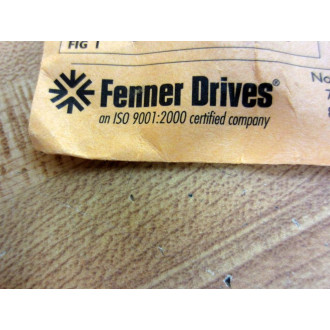 FIG 1
Fenner Drives®
an ISO 9001:2000 certified company